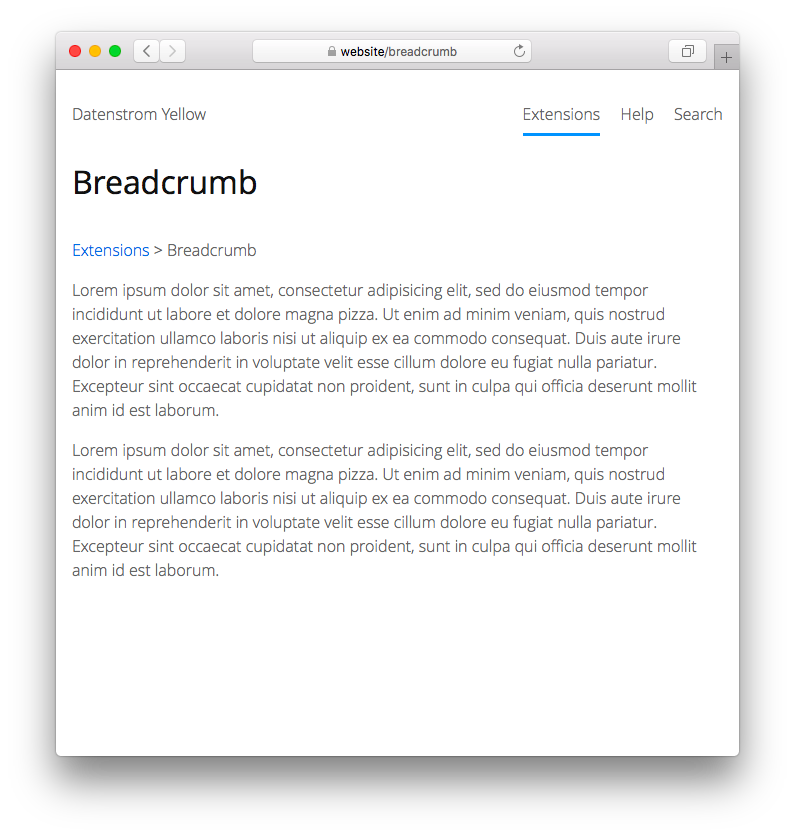 website/breadcrumb
Datenstrom Yellow
Extensions Help Search
Breadcrumb
Extensions > Breadcrumb
Lorem ipsum dolor sit amet, consectetur adipisicing elit, sed do eiusmod tempor
incididunt ut labore et dolore magna pizza. Ut enim ad minim veniam, quis nostrud
exercitation ullamco laboris nisi ut aliquip ex ea commodo consequat. Duis aute irure
dolor in reprehenderit in voluptate velit esse cillum dolore eu fugiat nulla pariatur.
Excepteur sint occaecat cupidatat non proident, sunt in culpa qui officia deserunt mollit
anim id est laborum.
Lorem ipsum dolor sit amet, consectetur adipisicing elit, sed do eiusmod tempor
incididunt ut labore et dolore magna pizza. Ut enim ad minim veniam, quis nostrud
exercitation ullamco laboris nisi ut aliquip ex ea commodo consequat. Duis aute irure
dolor in reprehenderit in voluptate velit esse cillum dolore eu fugiat nulla pariatur.
Excepteur sint occaecat cupidatat non proident, sunt in culpa qui officia deserunt mollit
anim id est laborum.